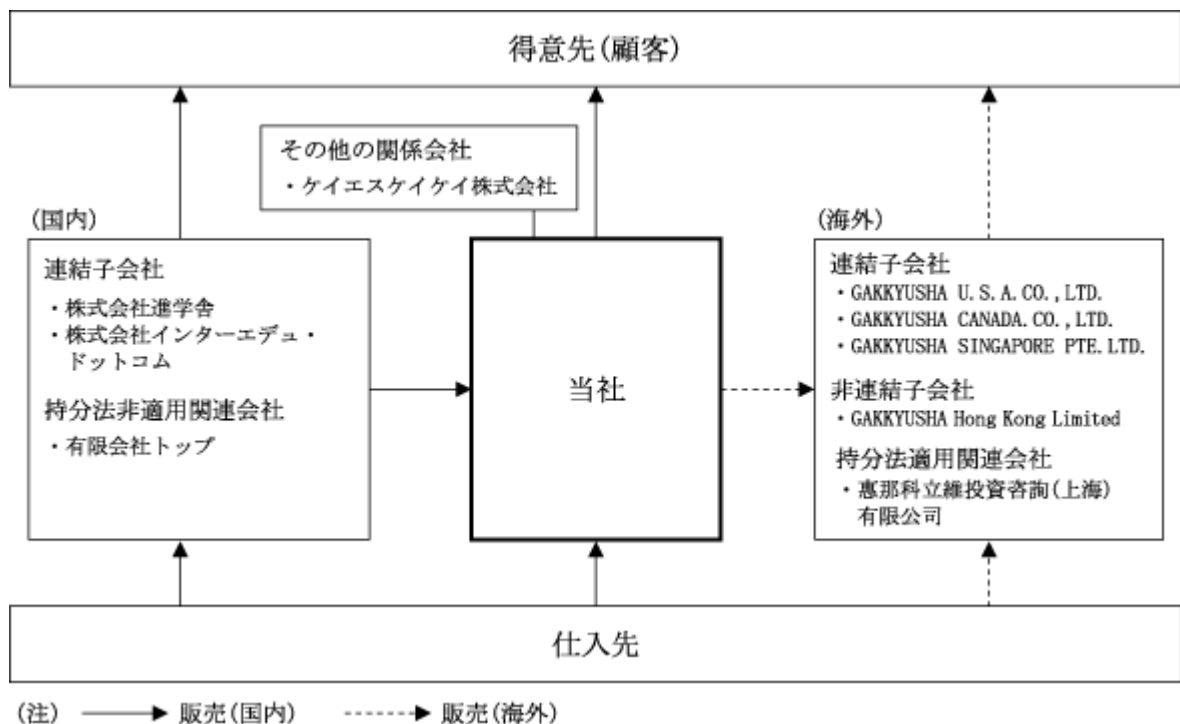 得意先(顧客)
その他の関係会社
・ケイエスケイケイ株式会社
(国内)
連結子会社
・株式会社進学舎
・株式会社インターエデュ・
ドットコム
持分法非適用関連会社
・有限会社トップ
当社
(海外)
連結子会社
・GAKKYUSHA U.S.A.CO.,LTD.
・GAKKYUSHA CANADA.CO.,LTD.
・GAKKYUSHA SINGAPORE PTE.LTD.
非連結子会社
・GAKKYUSHA Hong Kong Limited
持分法適用関連会社
・惠那科立維投資咨詢(上海)
有限公司
仕入先
(注) 販売(国内) 販売(海外)